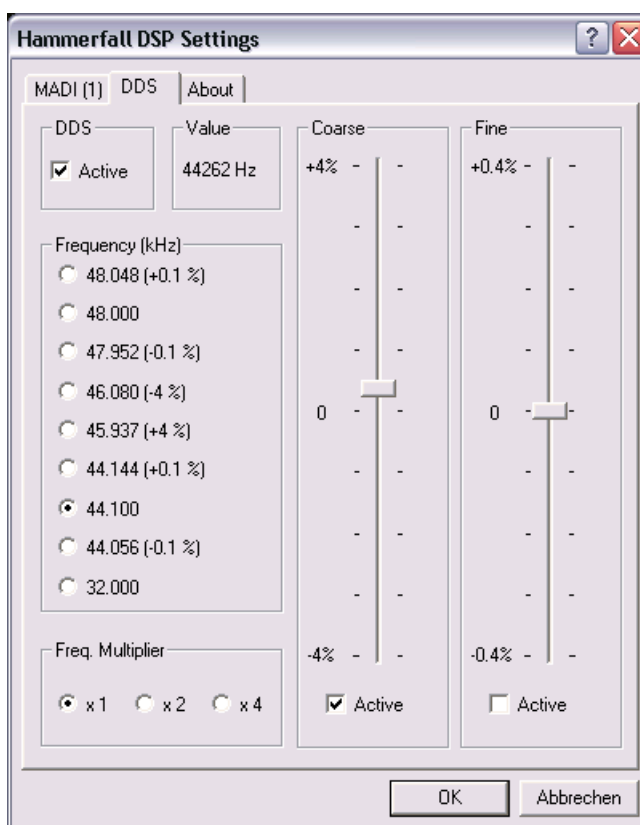 Hammerfall DSP Settings
MADI (1) DDS About
DDS
Active
Value
44262 Hz
Frequency (kHz)
48.048 (+0.1 %)
48.000
47.952 (-0.1 %)
46.080 (-4 %)
45.937 (+4 %)
44.144 (+0.1 %)
44.100
44.056 (-0.1 %)
32.000
Freq. Multiplier
x 1 x 2 x 4
Coarse
+4%
0
-4%
Active
Fine
+0.4%
0
-0.4%
Active
OK Abbrechen